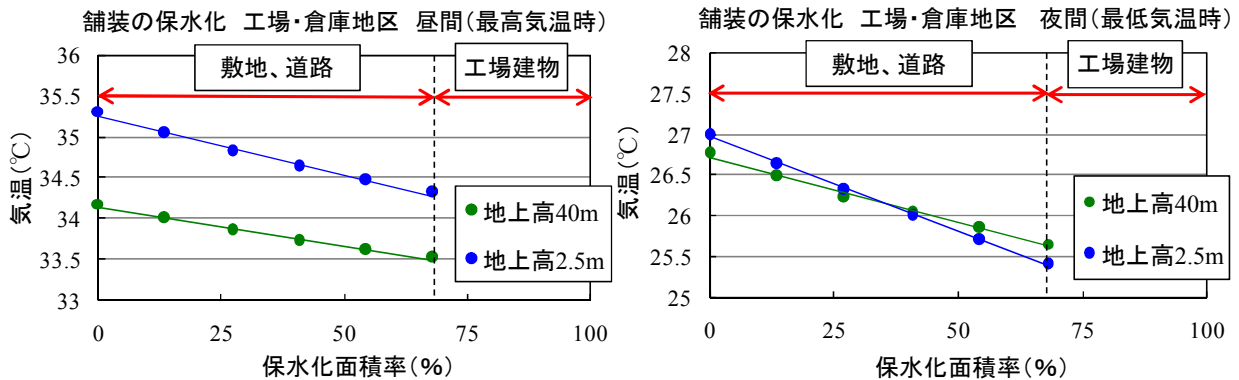 舗装の保水化 工場・倉庫地区 昼間(最高気温時)
36
35.5
35
34.5
34
33.5
33
気温(℃)
敷地、道路
工場建物
地上高40m
地上高2.5m
0
25
50
75
100
保水化面積率(%)
舗装の保水化 工場・倉庫地区 夜間(最低気温時)
28
27.5
27
26.5
26
25.5
25
気温(℃)
敷地、道路
工場建物
地上高40m
地上高2.5m
0
25
50
75
100
保水化面積率(%)